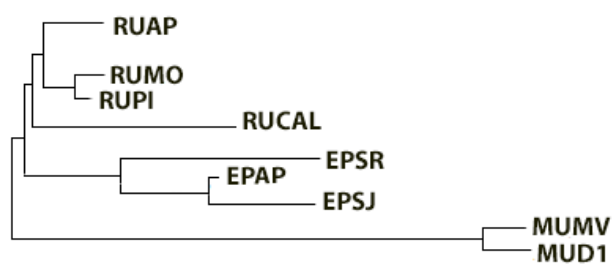 RUAP
RUMO
RUPI
RUCAL
EPSR
EPAP
EPSJ
MUMV
MUD1